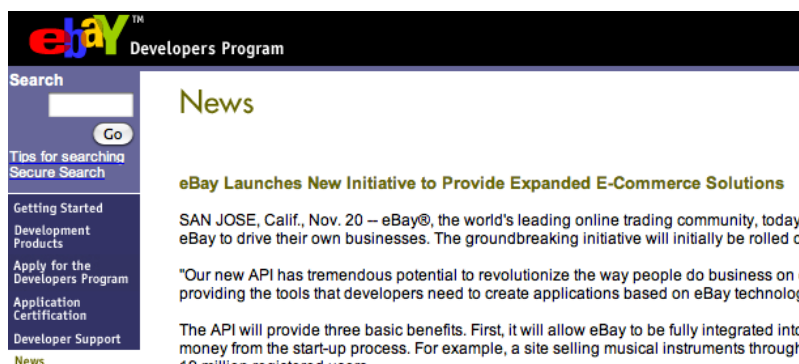 ebaY™
Developers Program
Search
Go
Tips for searching
Secure Search
Getting Started
Development
Products
Apply for the
Developers Program
Application
Certification
Developer Support
News
News
eBay Launches New Initiative to Provide Expanded E-Commerce Solutions
SAN JOSE, Calif., Nov. 20 -- eBay®, the world's leading online trading community, today
eBay to drive their own businesses. The groundbreaking initiative will initially be rolled
"Our new API has tremendous potential to revolutionize the way people do business on
providing the tools that developers need to create applications based on eBay
The API will provide three basic benefits. First, it will allow eBay to be fully integrated
money from the start-up process. For example, a site selling musical instruments through